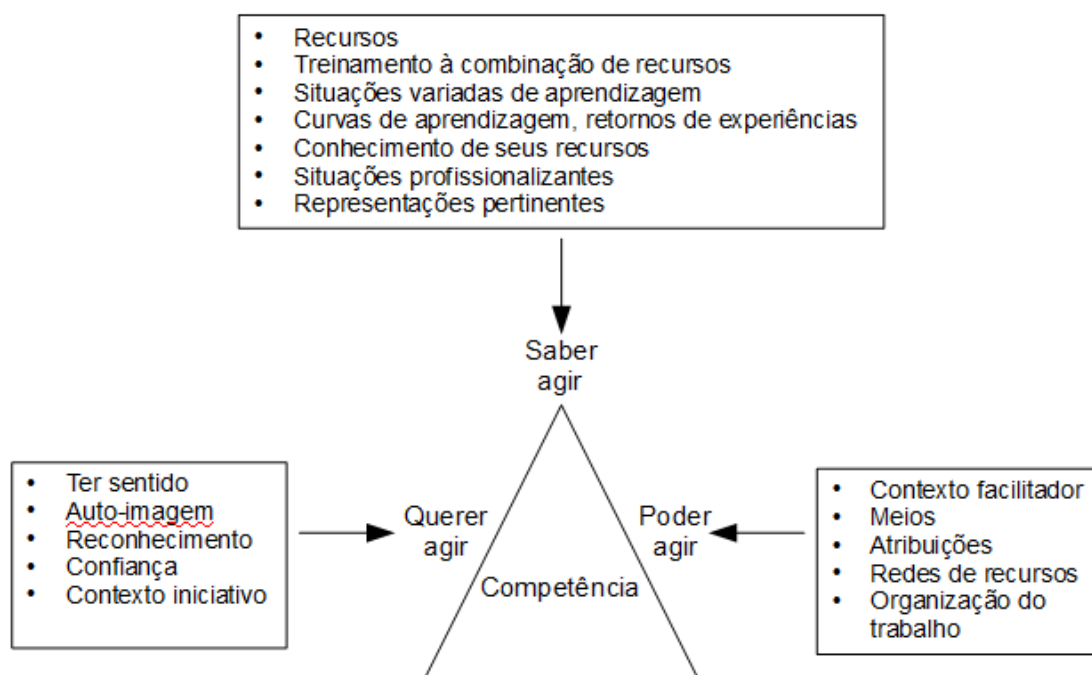 • Recursos
• Treinamento à combinação de recursos
• Situações variadas de aprendizagem
• Curvas de aprendizagem, retornos de experiências
• Conhecimento de seus recursos
• Situações profissionalizantes
• Representações pertinentes
Saber
agir
• Ter sentido
• Auto-imagem
• Reconhecimento
• Confiança
• Contexto iniciativo
Querer
agir
Poder
agir
Competência
• Contexto facilitador
• Meios
• Atribuições
• Redes de recursos
• Organização do
trabalho